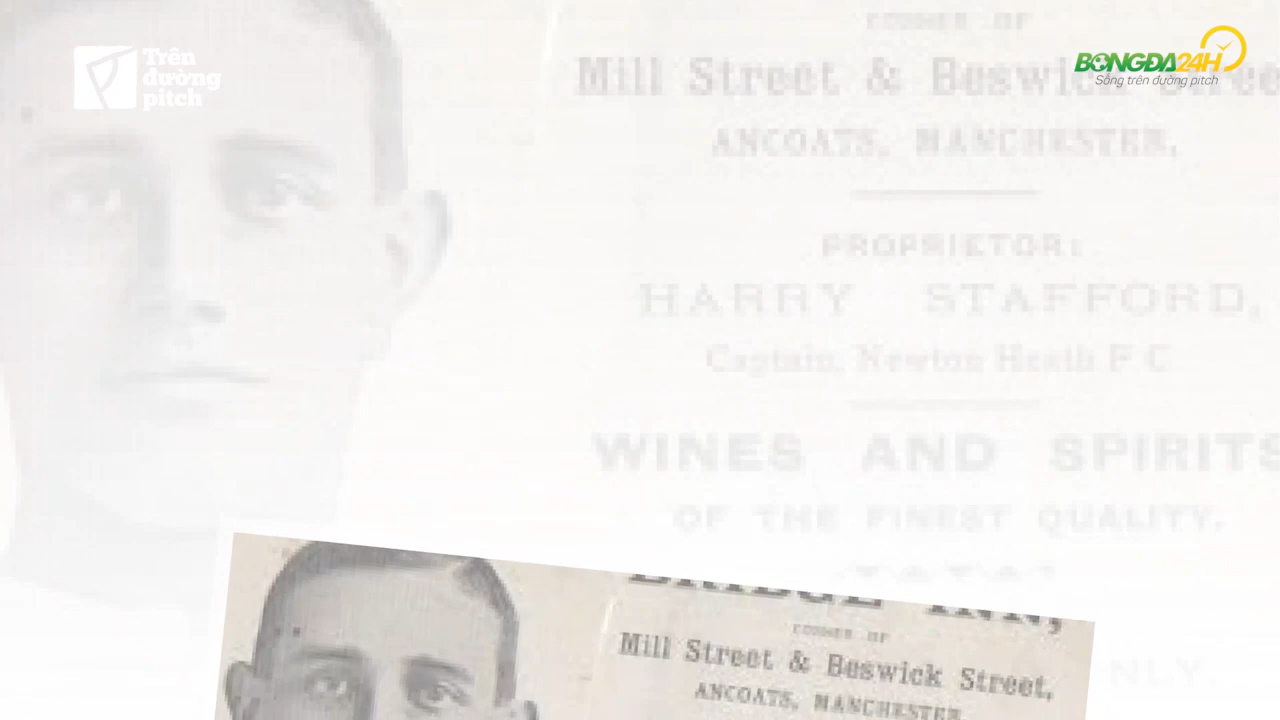 Trên
đường
pitch
BONGDA24H
Sống trên đường pitch
CORNER OF
Mill Street & Beswick Stree
ANCOATS, MANCHESTER.
PROPRIETOR:
HARRY STAFFORD,
Captain, Newton Heath F C
WINES AND SPIRITS
OF THE FINEST QUALITY.
NLY.
BRIDGE INN,
CORNER OF
Mill Street & Beswick Street,
ANCOATS, MANCHESTER